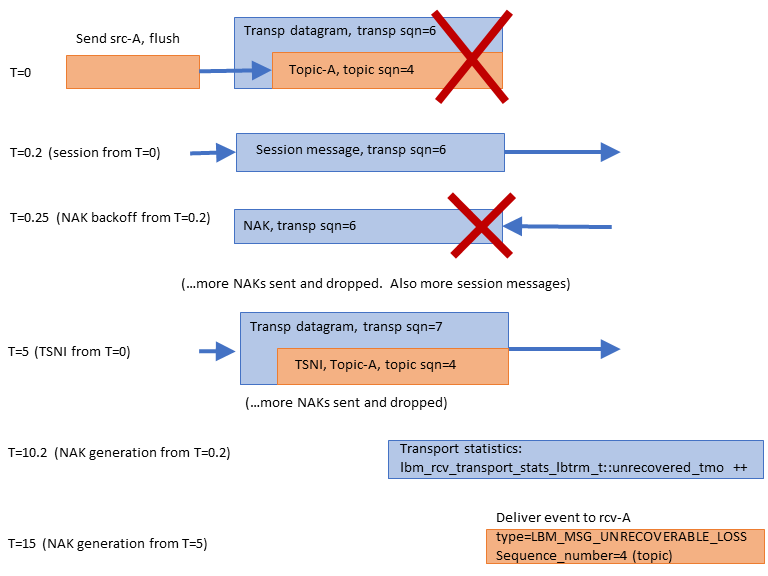 Send src-A, flush
Transp datagram, transp sqn=6
T=0
Topic-A, topic sqn=4
T=0.2 (session from T=0)
Session message, transp sqn=6
T=0.25 (NAK backoff from T=0.2)
NAK, transp sqn=6
(...more NAKs sent and dropped. Also more session messages)
Transp datagram, transp sqn=7
T=5 (TSNI from T=0)
TSNI, Topic-A, topic sqn=4
(...more NAKs sent and dropped)
T=10.2 (NAK generation from T=0.2)
Transport statistics:
lbm_rcv_transport_stats_lbtrm_t::unrecovered_tmo ++
Deliver event to rcv-A
T=15 (NAK generation from T=5)
type=LBM_MSG_UNRECOVERABLE_LOSS
Sequence_number=4 (topic)